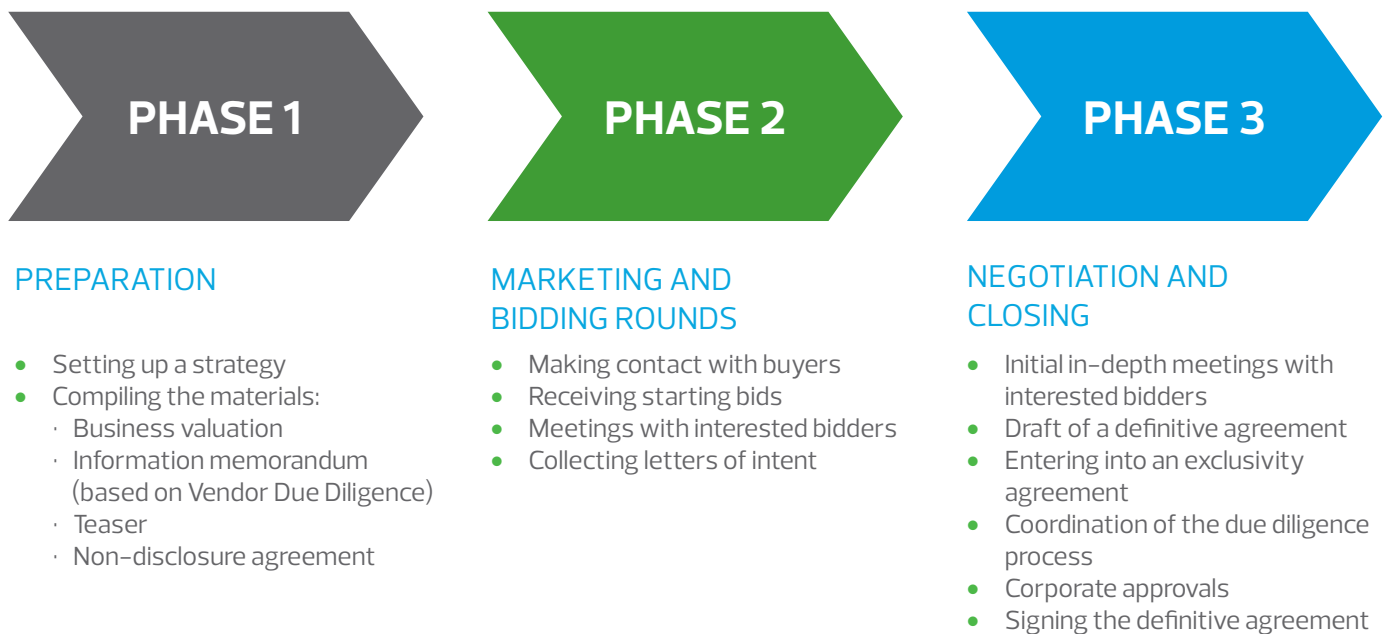 PHASE 1
PHASE 2
PHASE 3
PREPARATION
• Setting up a strategy
• Compiling the materials:
· Business valuation
· Information memorandum
(based on Vendor Due Diligence)
· Teaser
· Non-disclosure agreement
MARKETING AND
BIDDING ROUNDS
• Making contact with buyers
• Receiving starting bids
• Meetings with interested bidders
• Collecting letters of intent
NEGOTIATION AND
CLOSING
• Initial in-depth meetings with
interested bidders
• Draft of a definitive agreement
• Entering into an exclusivity
agreement
• Coordination of the due diligence
process
• Corporate approvals
• Signing the definitive agreement